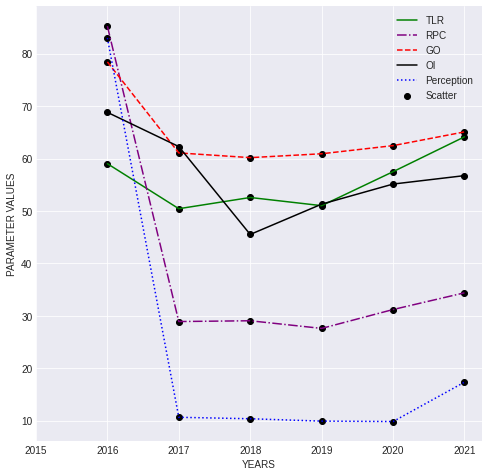 TLR
RPC
GO
OI
Perception
Scatter
PARAMETER VALUES
80
70
60
50
40
30
20
10
2015 2016 2017 2018 2019 2020 2021
YEARS